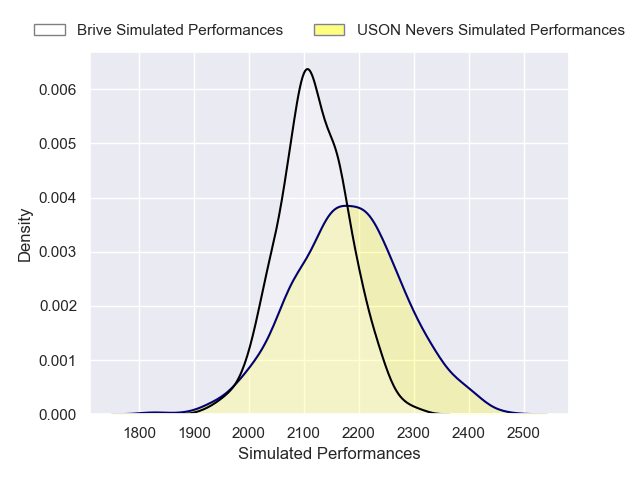 Brive Simulated Performances USON Nevers Simulated Performances
0.006
0.005
0.004
0.003
0.002
0.001
0.000
Density
1800 1900 2000 2100 2200 2300 2400 2500
Simulated Performances